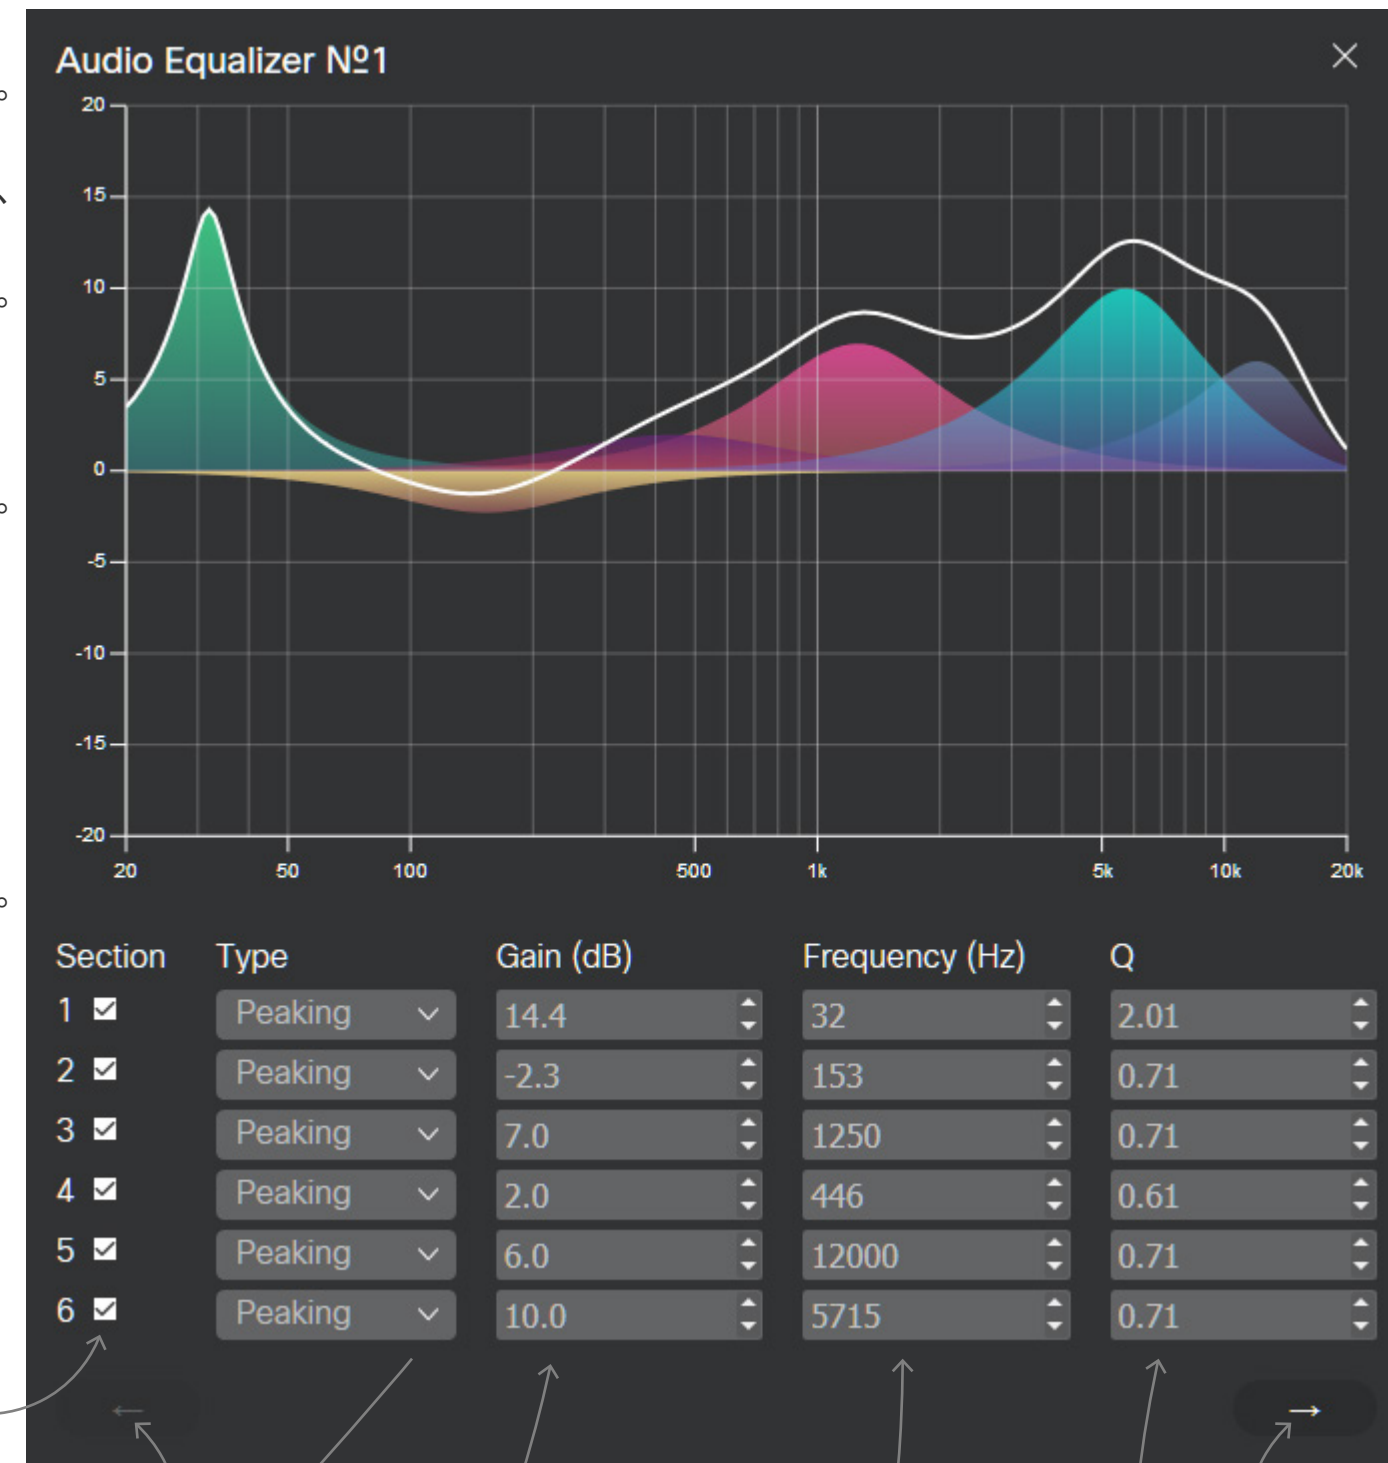 Audio Equalizer Nº1
20
15
10
5
0
-5
-10
-15
-20
20 50 100 500 1k 5k 10k 20k
Section Type Gain (dB) Frequency (Hz) Q
1 Peaking 14.4 32 2.01
2 Peaking -2.3 153 0.71
3 Peaking 7.0 1250 0.71
4 Peaking 2.0 446 0.61
5 Peaking 6.0 12000 0.71
6 Peaking 10.0 5715 0.71